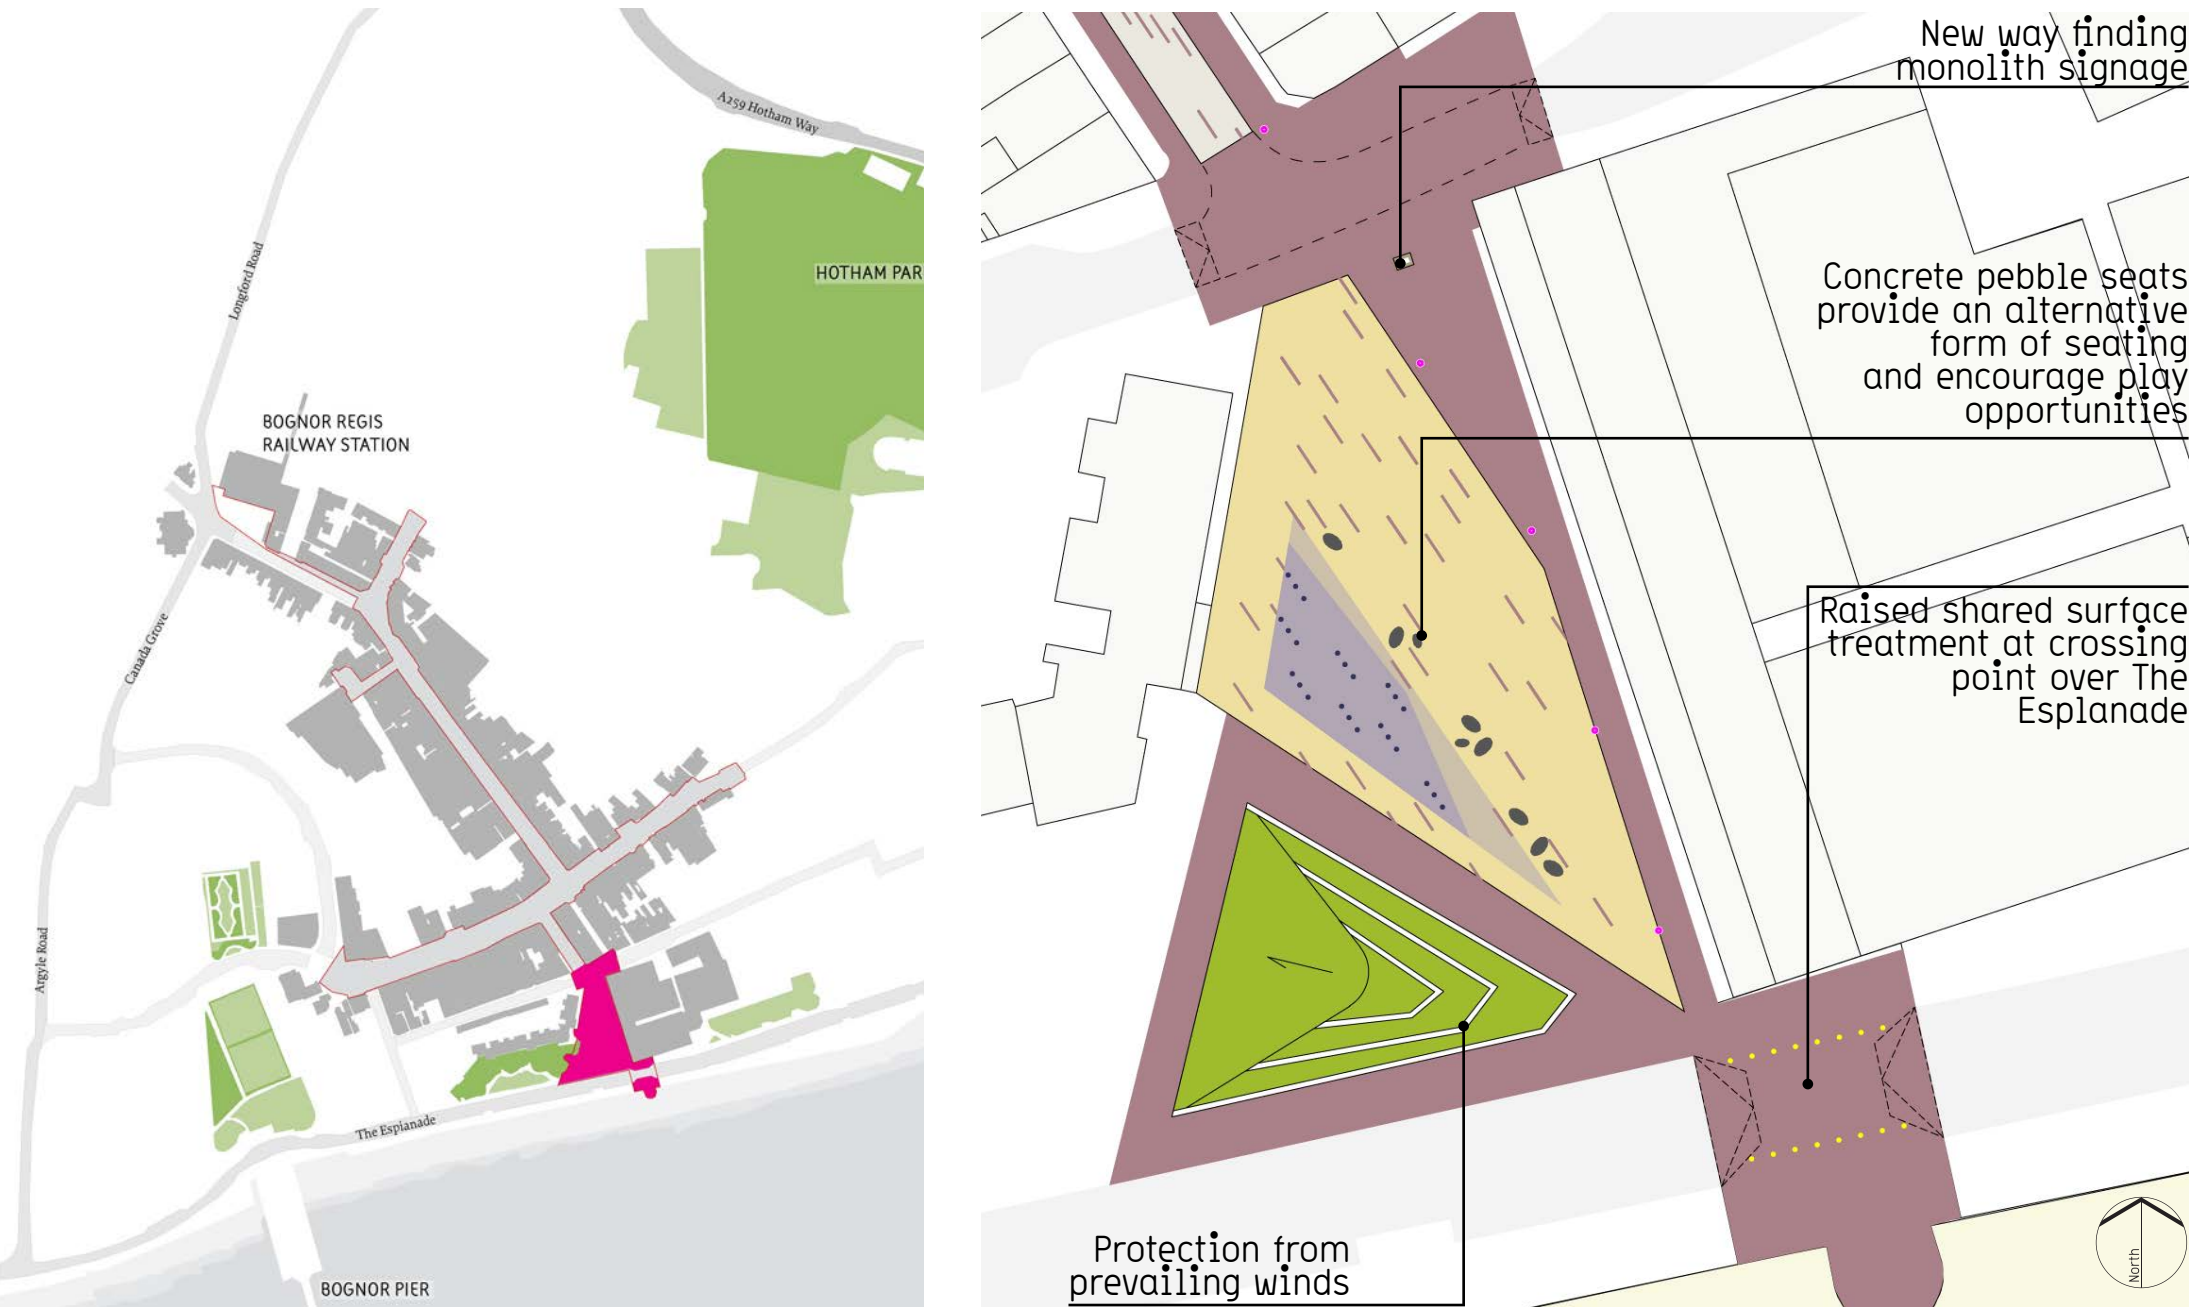 A259 Hotham Way
HOTHAM PAR
Longford Road
BOGNOR REGIS
RAILWAY STATION
Canada Grove
Argyle Road
The Esplanade
BOGNOR PIER
New way finding
monolith signage
Concrete pebble seats
provide an alternative
form of seating
and encourage play
opportunities
Raised shared surface
treatment at crossing
point over The
Esplanade
Protection from
prevailing winds
North